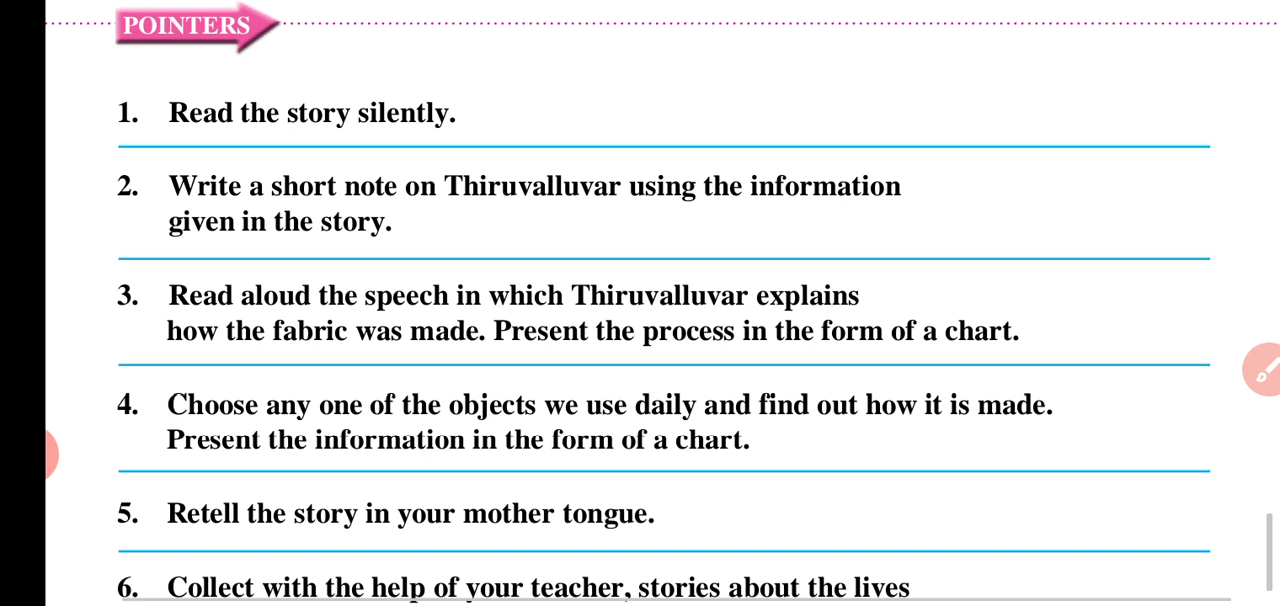 POINTERS
1. Read the story silently.
2. Write a short note on Thiruvalluvar using the information
given in the story.
3. Read aloud the speech in which Thiruvalluvar explains
how the fabric was made. Present the process in the form of a chart.
4. Choose any one of the objects we use daily and find out how it is made.
Present the information in the form of a chart.
5. Retell the story in your mother tongue.
6. Collect with the help of your teacher, stories about the lives